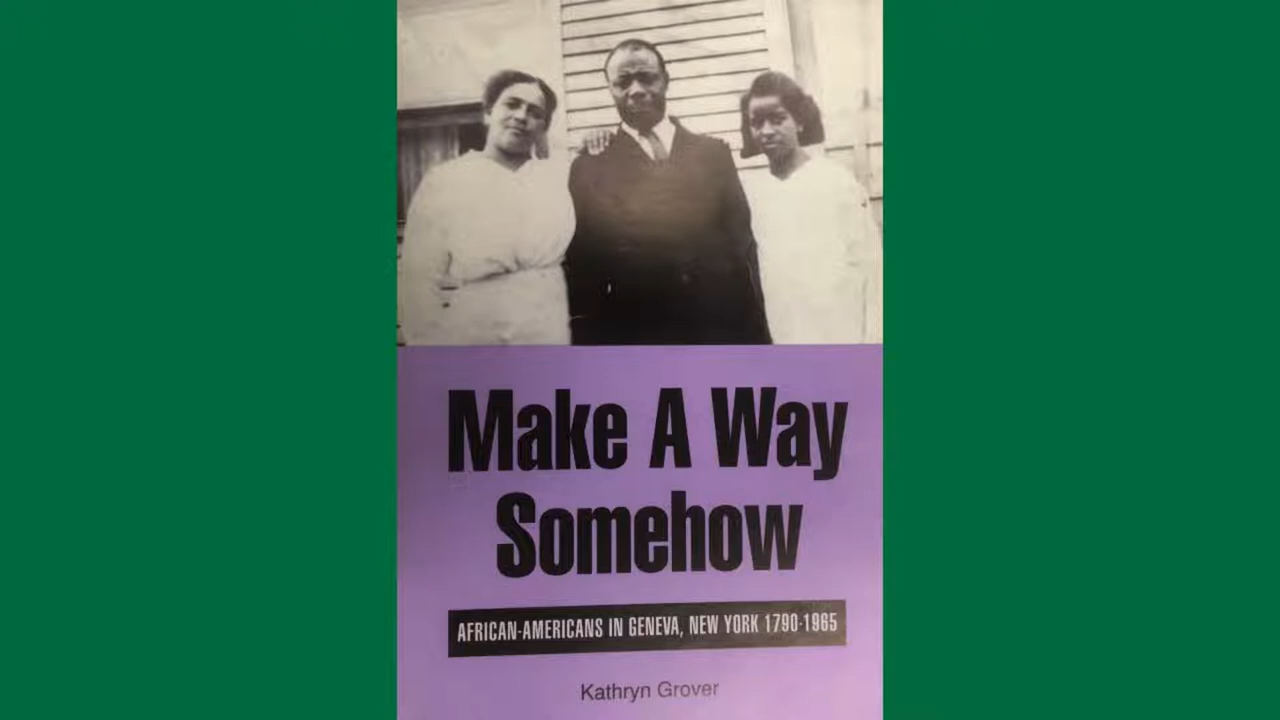 Make A Way
Somehow
AFRICAN-AMERICANS IN GENEVA, NEW YORK 1790-1965
Kathryn Grover